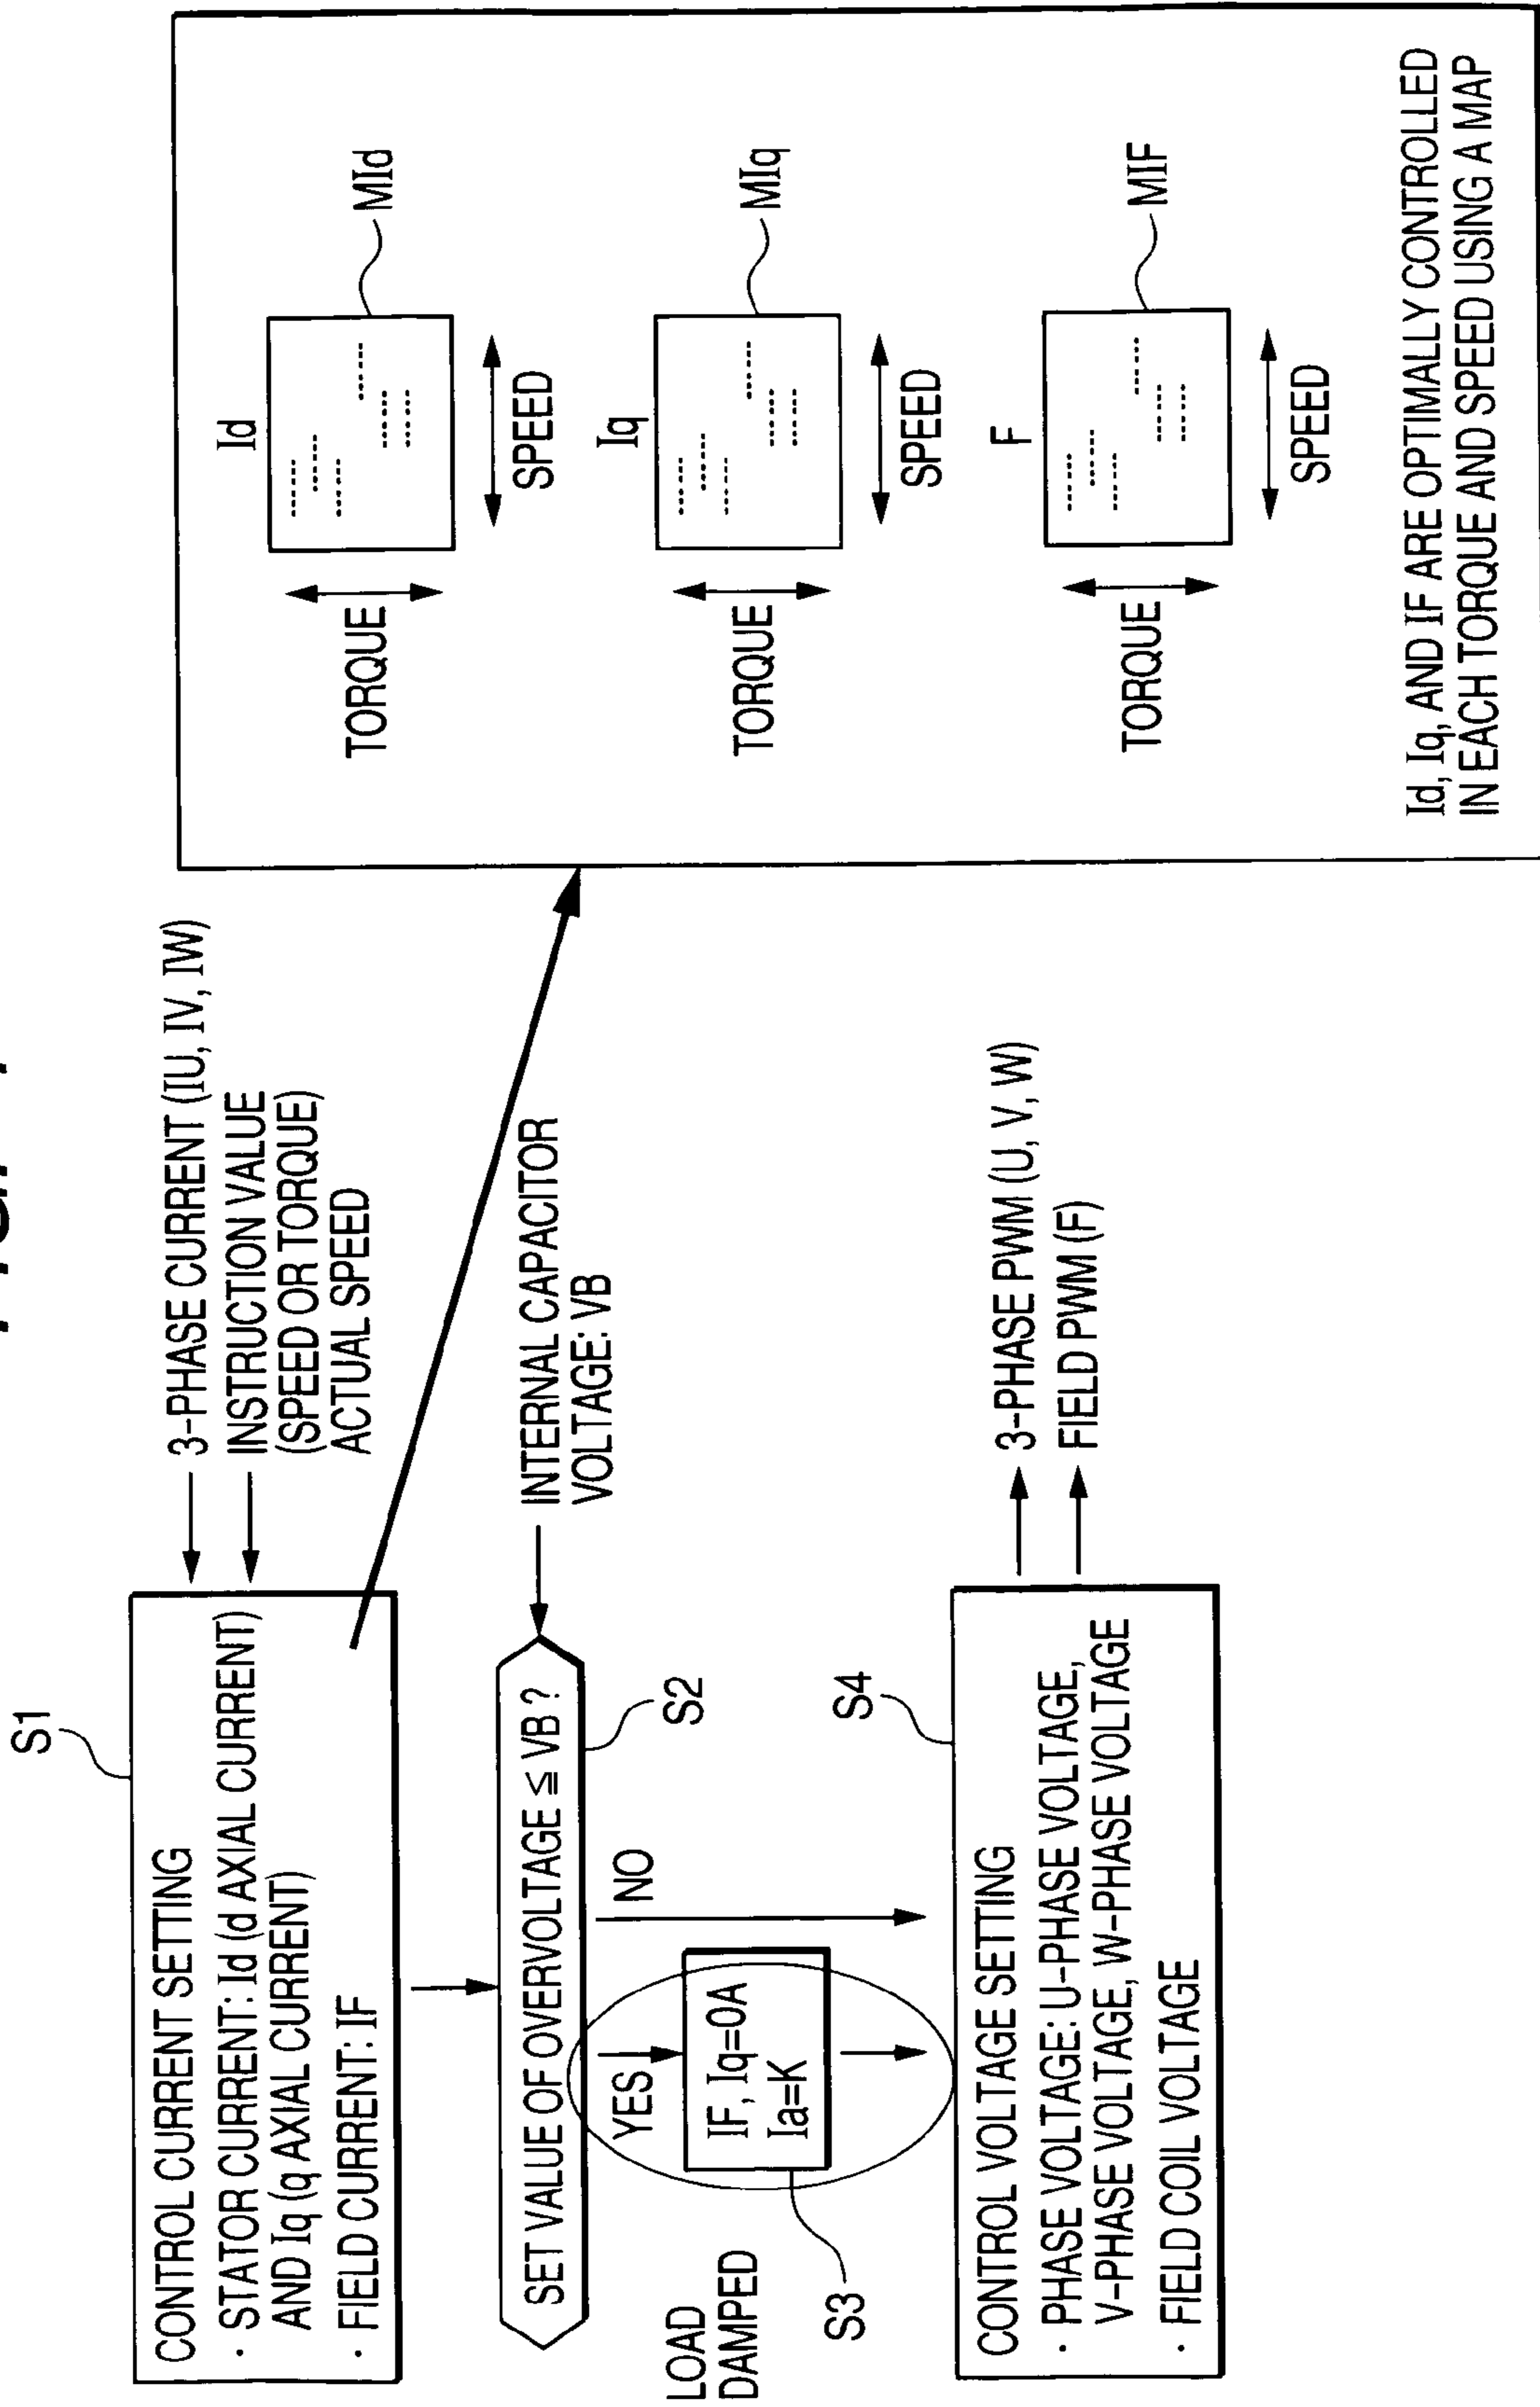 S1
CONTROL CURRENT SETTING
· STATOR CURRENT: Id (d AXIAL CURRENT)
AND Iq (q AXIAL CURRENT)
· FIELD CURRENT: IF
3-PHASE CURRENT (IU, IV, IW)
INSTRUCTION VALUE
(SPEED OR TORQUE)
ACTUAL SPEED
SET VALUE OF OVERVOLTAGE ≦ VB ?
S2
INTERNAL CAPACITOR
VOLTAGE: VB
YES
NO
LOAD
DAMPED
IF, Iq=0A
Ia=K
S3
S4
CONTROL VOLTAGE SETTING
· PHASE VOLTAGE: U-PHASE VOLTAGE,
V-PHASE VOLTAGE, W-PHASE VOLTAGE
· FIELD COIL VOLTAGE
3-PHASE PWM (U, V, W)
FIELD PWM (F)
Id
TORQUE
MId
SPEED
Iq
TORQUE
MIq
SPEED
F
TORQUE
MIF
SPEED
Id, Iq, AND IF ARE OPTIMALLY CONTROLLED
IN EACH TORQUE AND SPEED USING A MAP